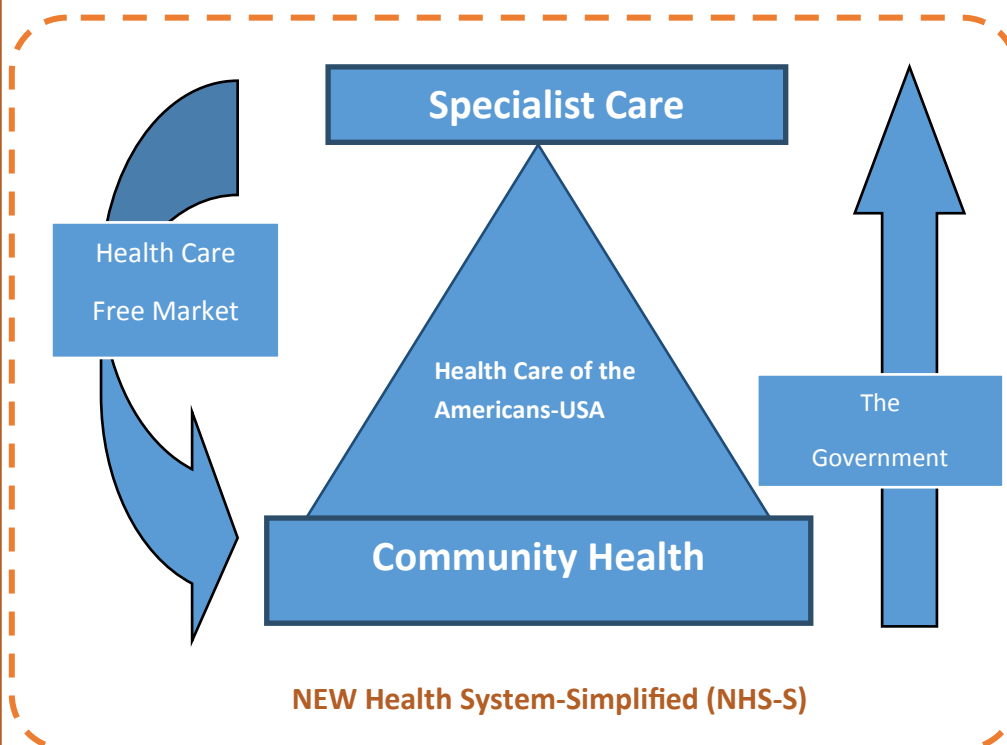 Specialist Care
Health Care
Free Market
Health Care of the
Americans-USA
The
Government
Community Health
NEW Health System-Simplified (NHS-S)